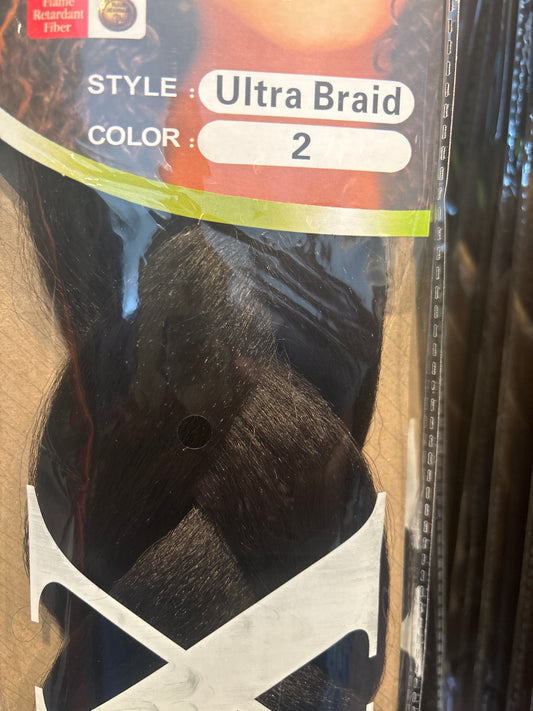 Flame
Retardant
Fiber
STYLE : Ultra Braid
COLOR : 2
X